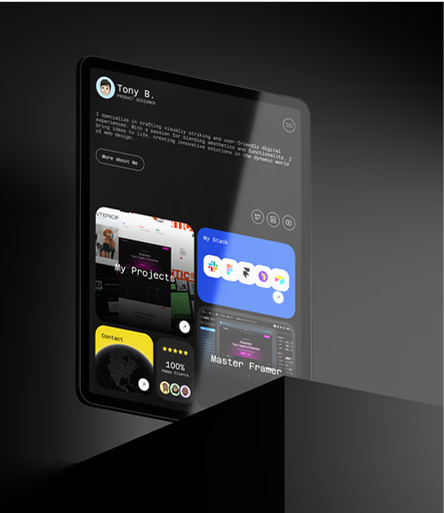 Tony B.
PRODUCT DESIGNER
I specialize in crafting visually striking and user-friendly digital
experiences. With a passion for blending aesthetics and functionality, I
bring ideas to life, creating innovative solutions in the dynamic world
of web design.
More about Me
My Stack
My Projects
Contact
100%
Happy Clients
Master Framer